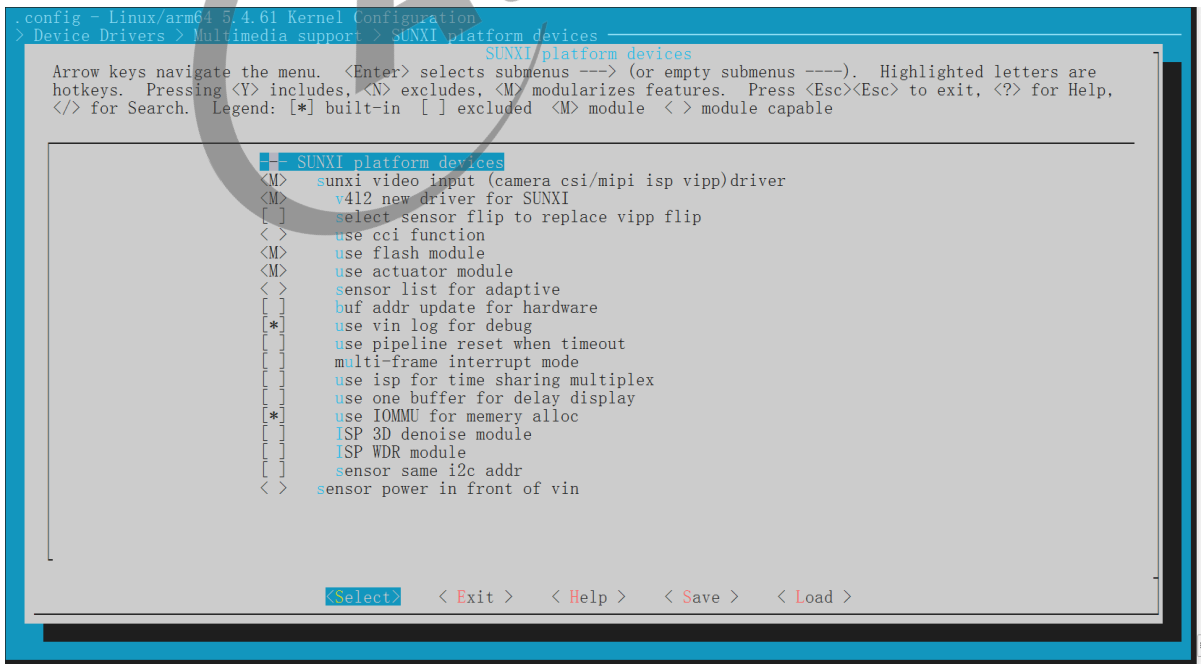 .config - Linux/arm64 5.4.61 Kernel Configuration
> Device Drivers > Multimedia support > SUNXI platform devices
SUNXI platform devices
Arrow keys navigate the menu.  <Enter> selects submenus ---> (or empty submenus ----).  Highlighted letters are
hotkeys.  Pressing <Y> includes, <N> excludes, <M> modularizes features.  Press <Esc><Esc> to exit, <?> for Help,
</> for Search.  Legend: [*] built-in  [ ] excluded  <M> module  < > module capable
--- SUNXI platform devices
<M>   sunxi video input (camera csi/mipi isp vipp)driver
<M>     v4l2 new driver for SUNXI
[ ]     select sensor flip to replace vipp flip
< >     use cci function
<M>     use flash module
<M>     use actuator module
< >     sensor list for adaptive
[ ]     buf addr update for hardware
[*]     use vin log for debug
[ ]     use pipeline reset when timeout
[ ]     multi-frame interrupt mode
[ ]     use isp for time sharing multiplex
[ ]     use one buffer for delay display
[*]     use IOMMU for memery alloc
[ ]     ISP 3D denoise module
[ ]     ISP WDR module
[ ]     sensor same i2c addr
< >   sensor power in front of vin
<Select>    < Exit >    < Help >    < Save >    < Load >